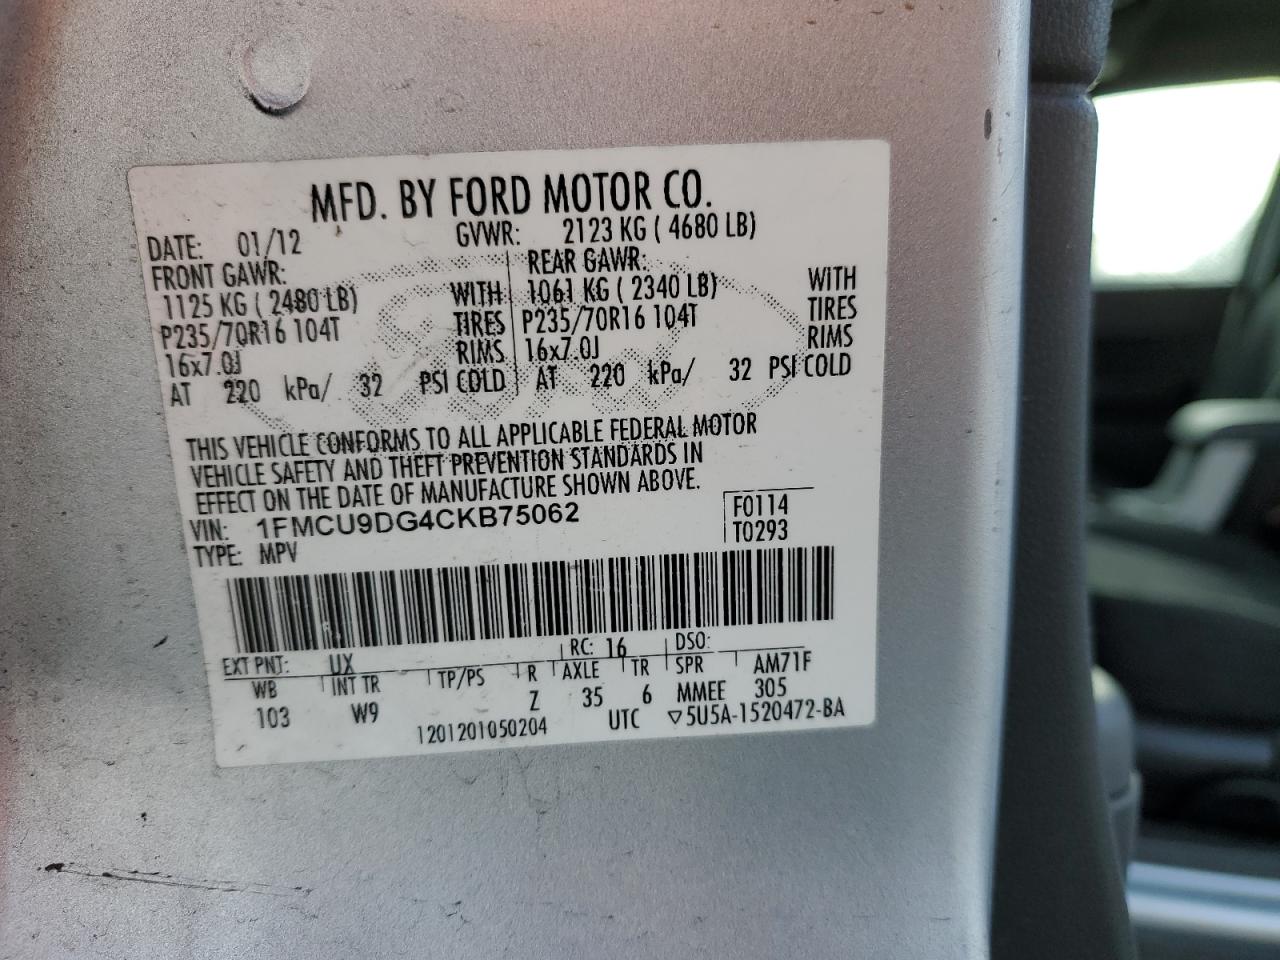 MFD. BY FORD MOTOR CO.
DATE: 01/12 GVWR: 2123 KG ( 4680 LB)
FRONT GAWR: REAR GAWR:
1125 KG ( 2480 LB) WITH 1061 KG ( 2340 LB) WITH
P235/70R16 104T TIRES P235/70R16 104T TIRES
16x7.0J RIMS 16x7.0J RIMS
AT 220 kPa/ 32 PSI COLD AT 220 kPa/ 32 PSI COLD
THIS VEHICLE CONFORMS TO ALL APPLICABLE FEDERAL MOTOR
VEHICLE SAFETY AND THEFT PREVENTION STANDARDS IN
EFFECT ON THE DATE OF MANUFACTURE SHOWN ABOVE.
VIN: 1FMCU9DG4CKB75062 F0114
TYPE: MPV T0293
EXT PNT: UX RC: 16 DSO:
WB INT TR TP/PS R AXLE TR SPR AM71F
103 W9 Z 35 6 MMEE 305
1201201050204 UTC ▽5U5A-1520472-BA